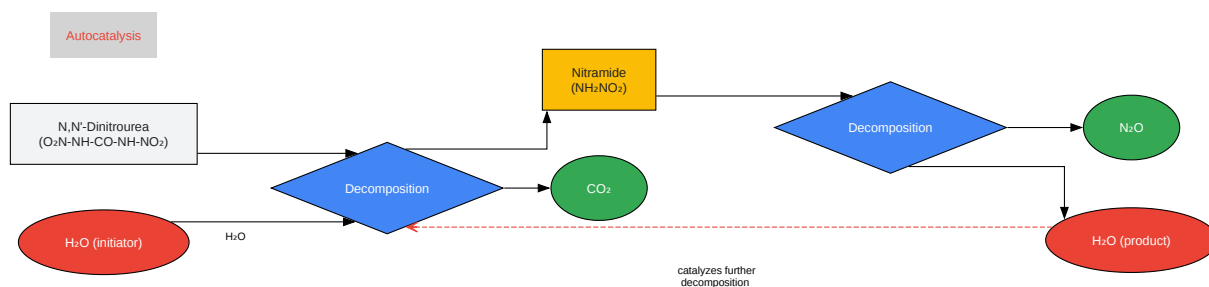 Autocatalysis
N,N'-Dinitrourea
(O₂N-NH-CO-NH-NO₂)
H₂O (initiator)
H₂O
Decomposition
Nitramide
(NH₂NO₂)
CO₂
Decomposition
N₂O
H₂O (product)
catalyzes further
decomposition